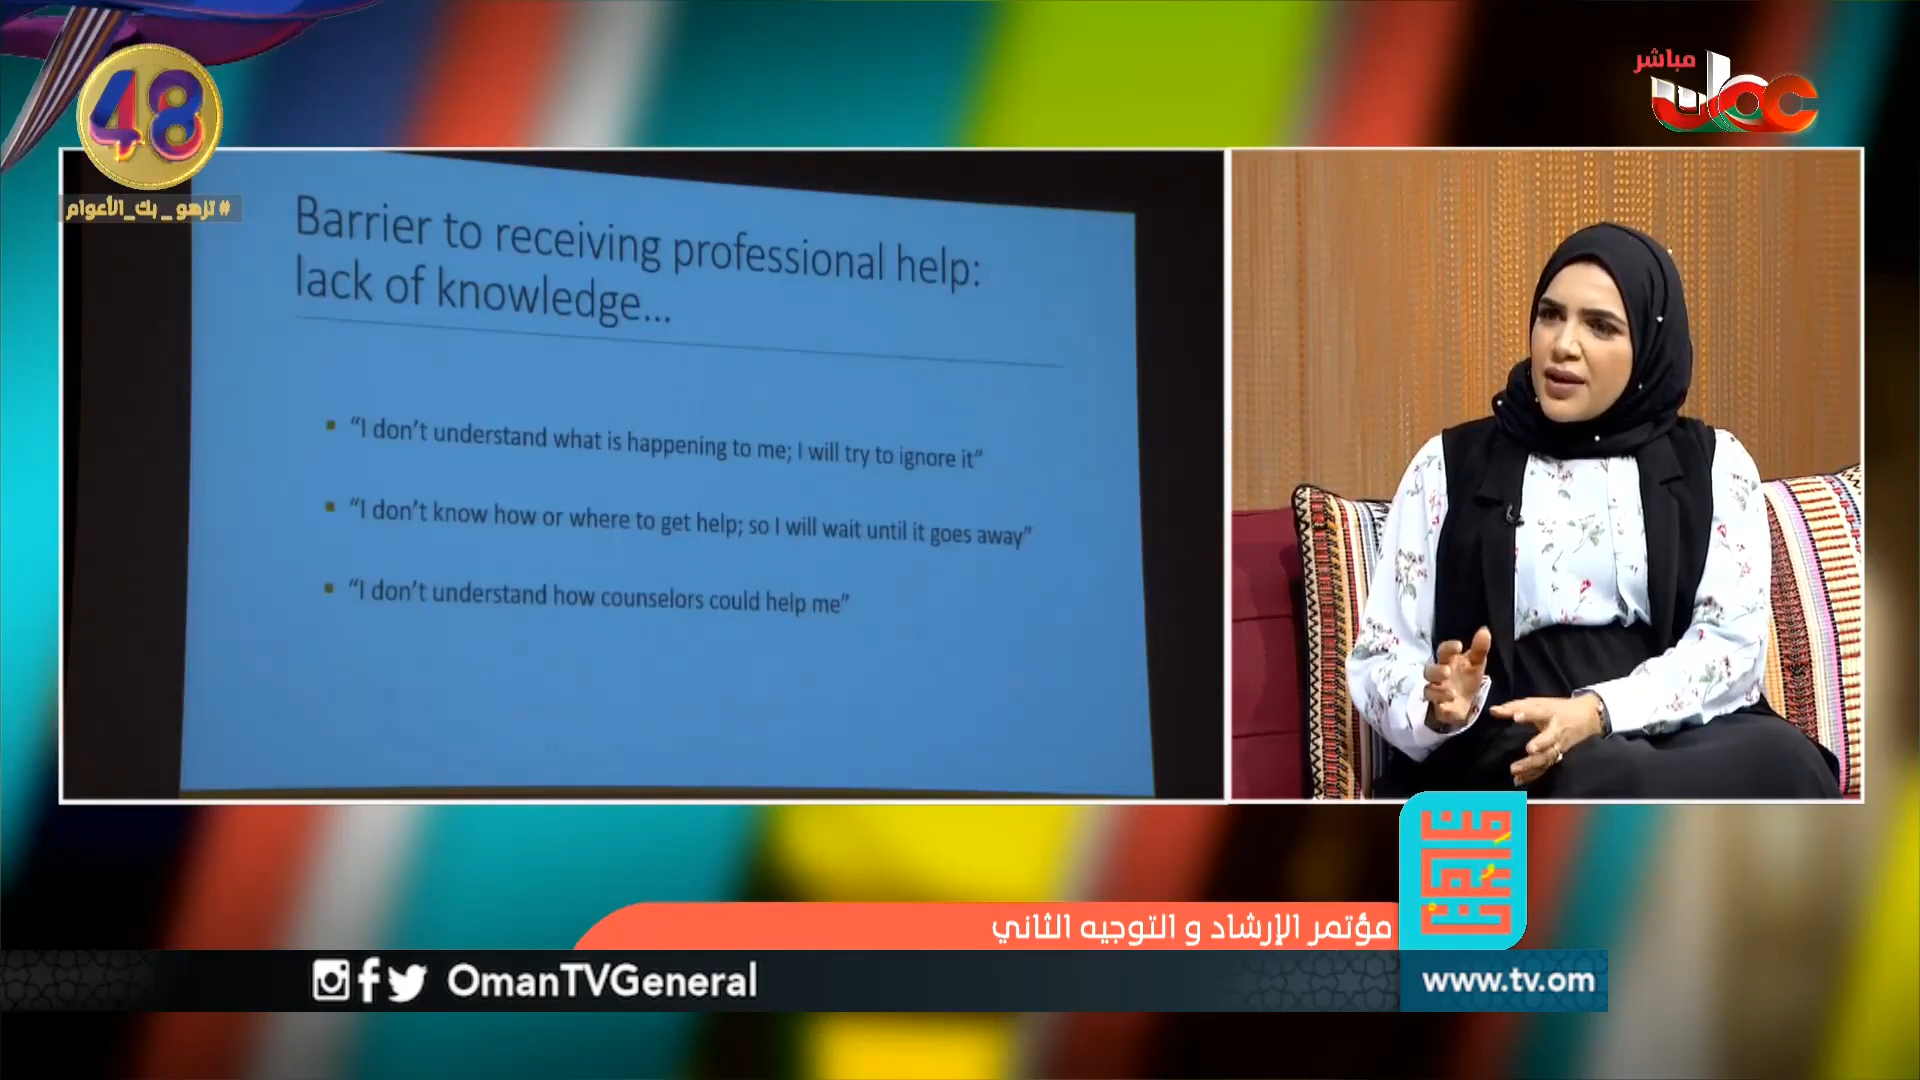 48
#تزهو_بك_الأعوام
مباشر
عمان
Barrier to receiving professional help:
lack of knowledge...
▪ “I don’t understand what is happening to me; I will try to ignore it”
▪ “I don’t know how or where to get help; so I will wait until it goes away”
▪ “I don’t understand how counselors could help me”
مؤتمر الإرشاد و التوجيه الثاني
OmanTVGeneral
www.tv.om